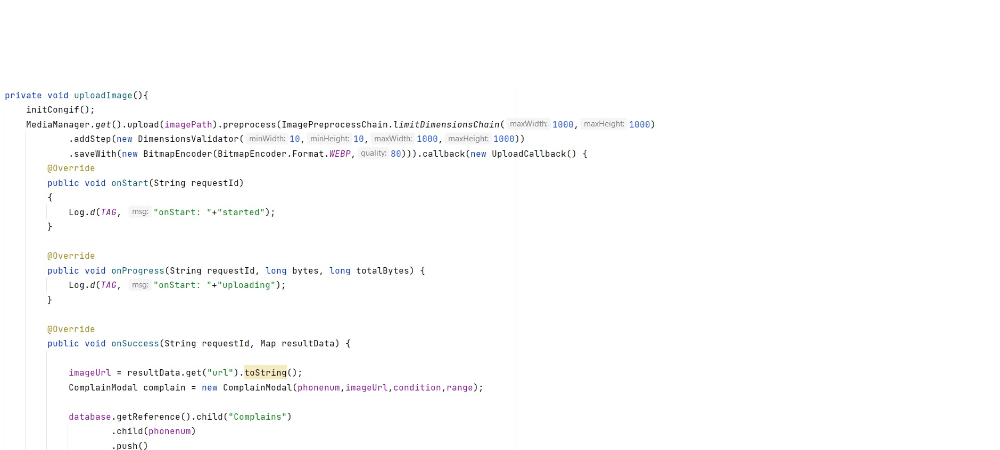 private void uploadImage(){
initCongif();
MediaManager.get().upload(imagePath).preprocess(ImagePreprocessChain.limitDimensionsChain( maxWidth: 1000, maxHeight: 1000)
.addStep(new DimensionsValidator( minWidth: 10, minHeight: 10, maxWidth: 1000, maxHeight: 1000))
.saveWith(new BitmapEncoder(BitmapEncoder.Format.WEBP, quality: 80))).callback(new UploadCallback() {
@Override
public void onStart(String requestId)
{
Log.d(TAG, msg: "onStart: "+"started");
}
@Override
public void onProgress(String requestId, long bytes, long totalBytes) {
Log.d(TAG, msg: "onStart: "+"uploading");
}
@Override
public void onSuccess(String requestId, Map resultData) {
imageUrl = resultData.get("url").toString();
ComplainModal complain = new ComplainModal(phonenum,imageUrl,condition,range);
database.getReference().child("Complains")
.child(phonenum)
.push()